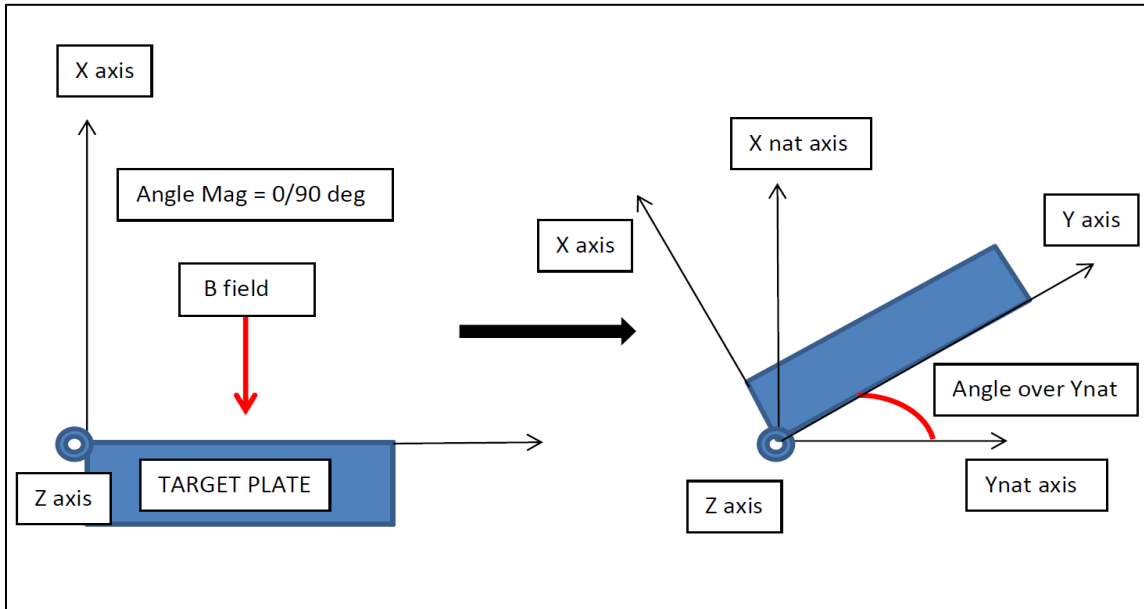 X axis
Angle Mag = 0/90 deg
B field
Z axis
TARGET PLATE
X nat axis
X axis
Y axis
Angle over Ynat
Ynat axis
Z axis